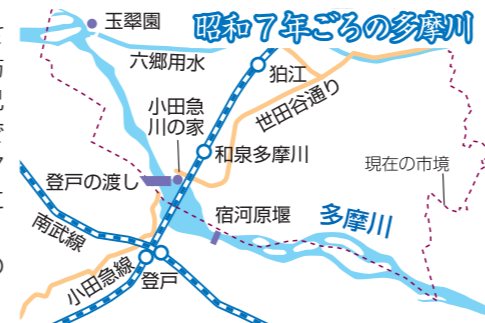 昭和7年ごろの多摩川
玉翠園
六郷用水
狛江
世田谷通り
小田急
川の家
和泉多摩川
現在の市境
登戸の渡し
宿河原堰
多摩川
南武線
小田急線
登戸
の